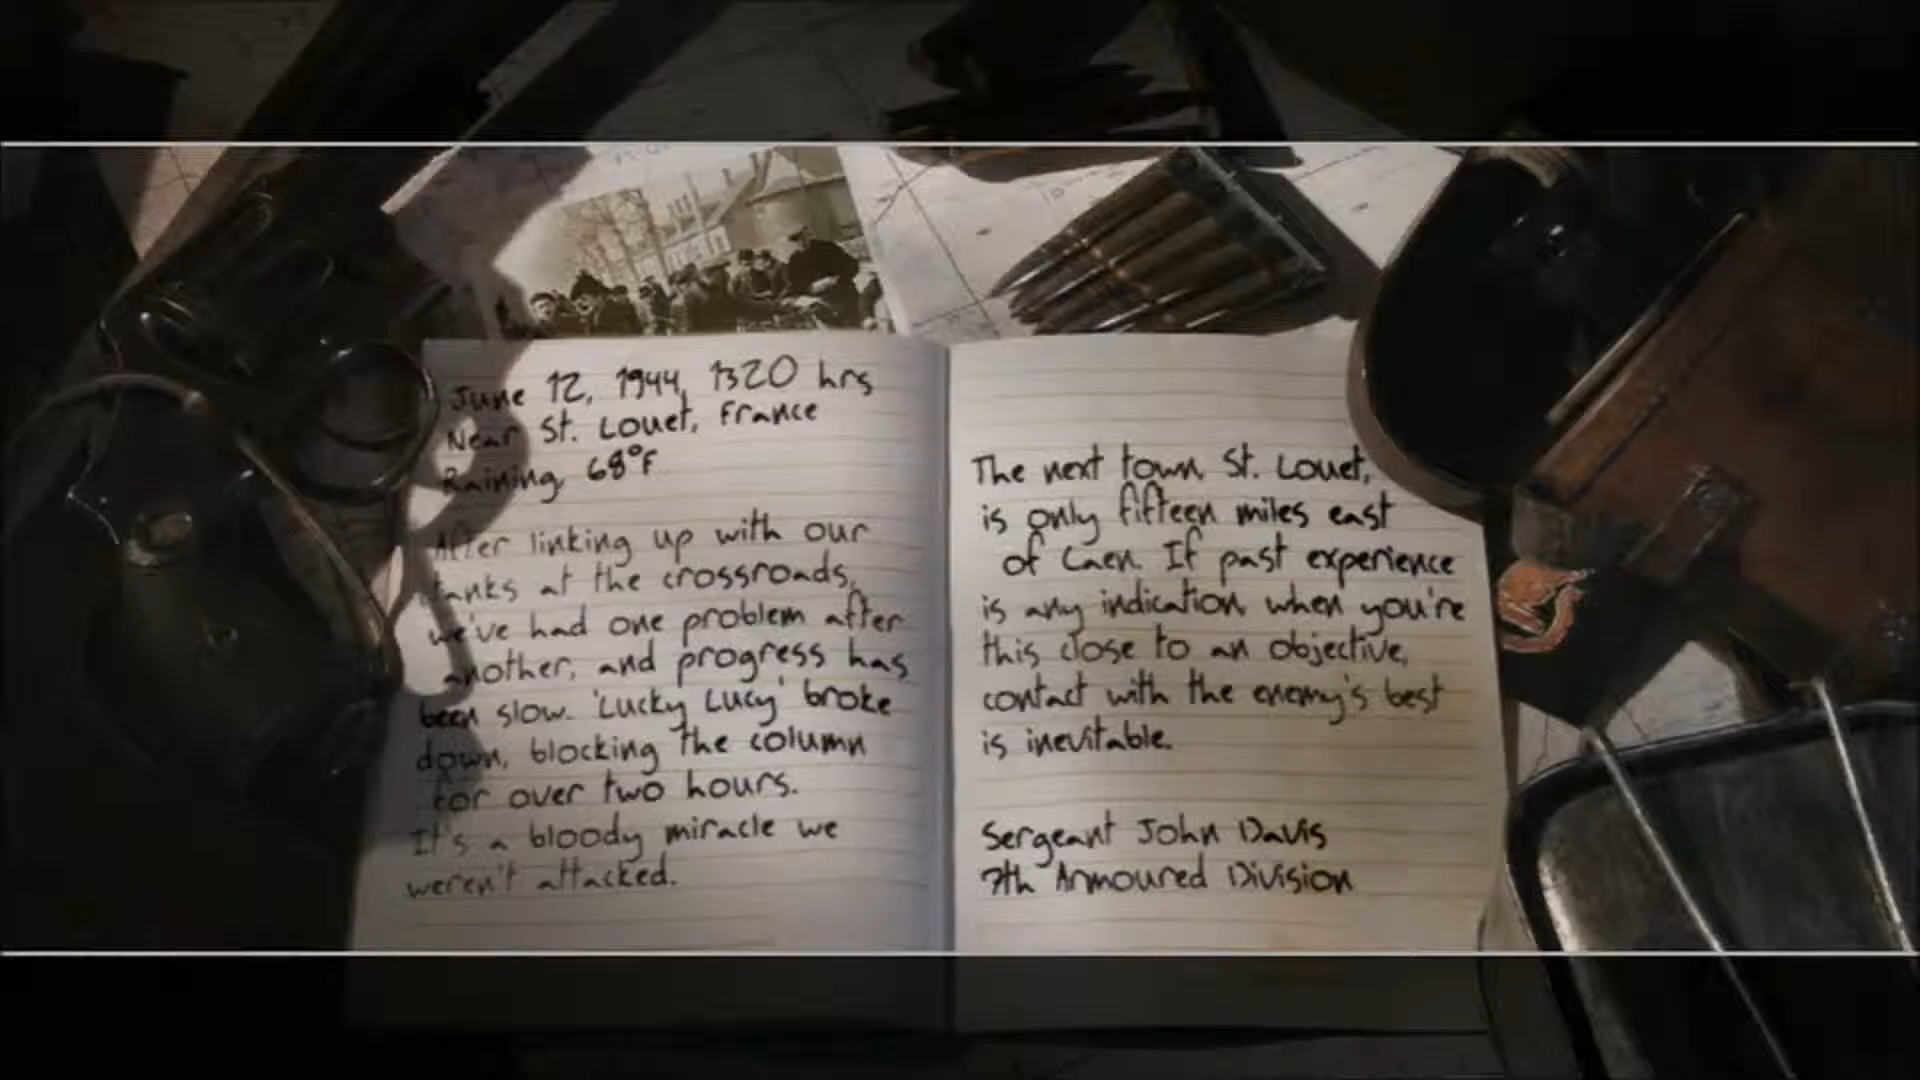 June 12, 1944, 1320 hrs
Near St. Louet, France
Raining, 68°F
After linking up with our
tanks at the crossroads,
we've had one problem after
another, and progress has
been slow. 'Lucky Lucy' broke
down, blocking the column
for over two hours.
It's a bloody miracle we
weren't attacked.
The next town, St. Louet,
is only fifteen miles east
of Caen. If past experience
is any indication, when you're
this close to an objective,
contact with the enemy's best
is inevitable.
Sergeant John Davis
7th Armoured Division